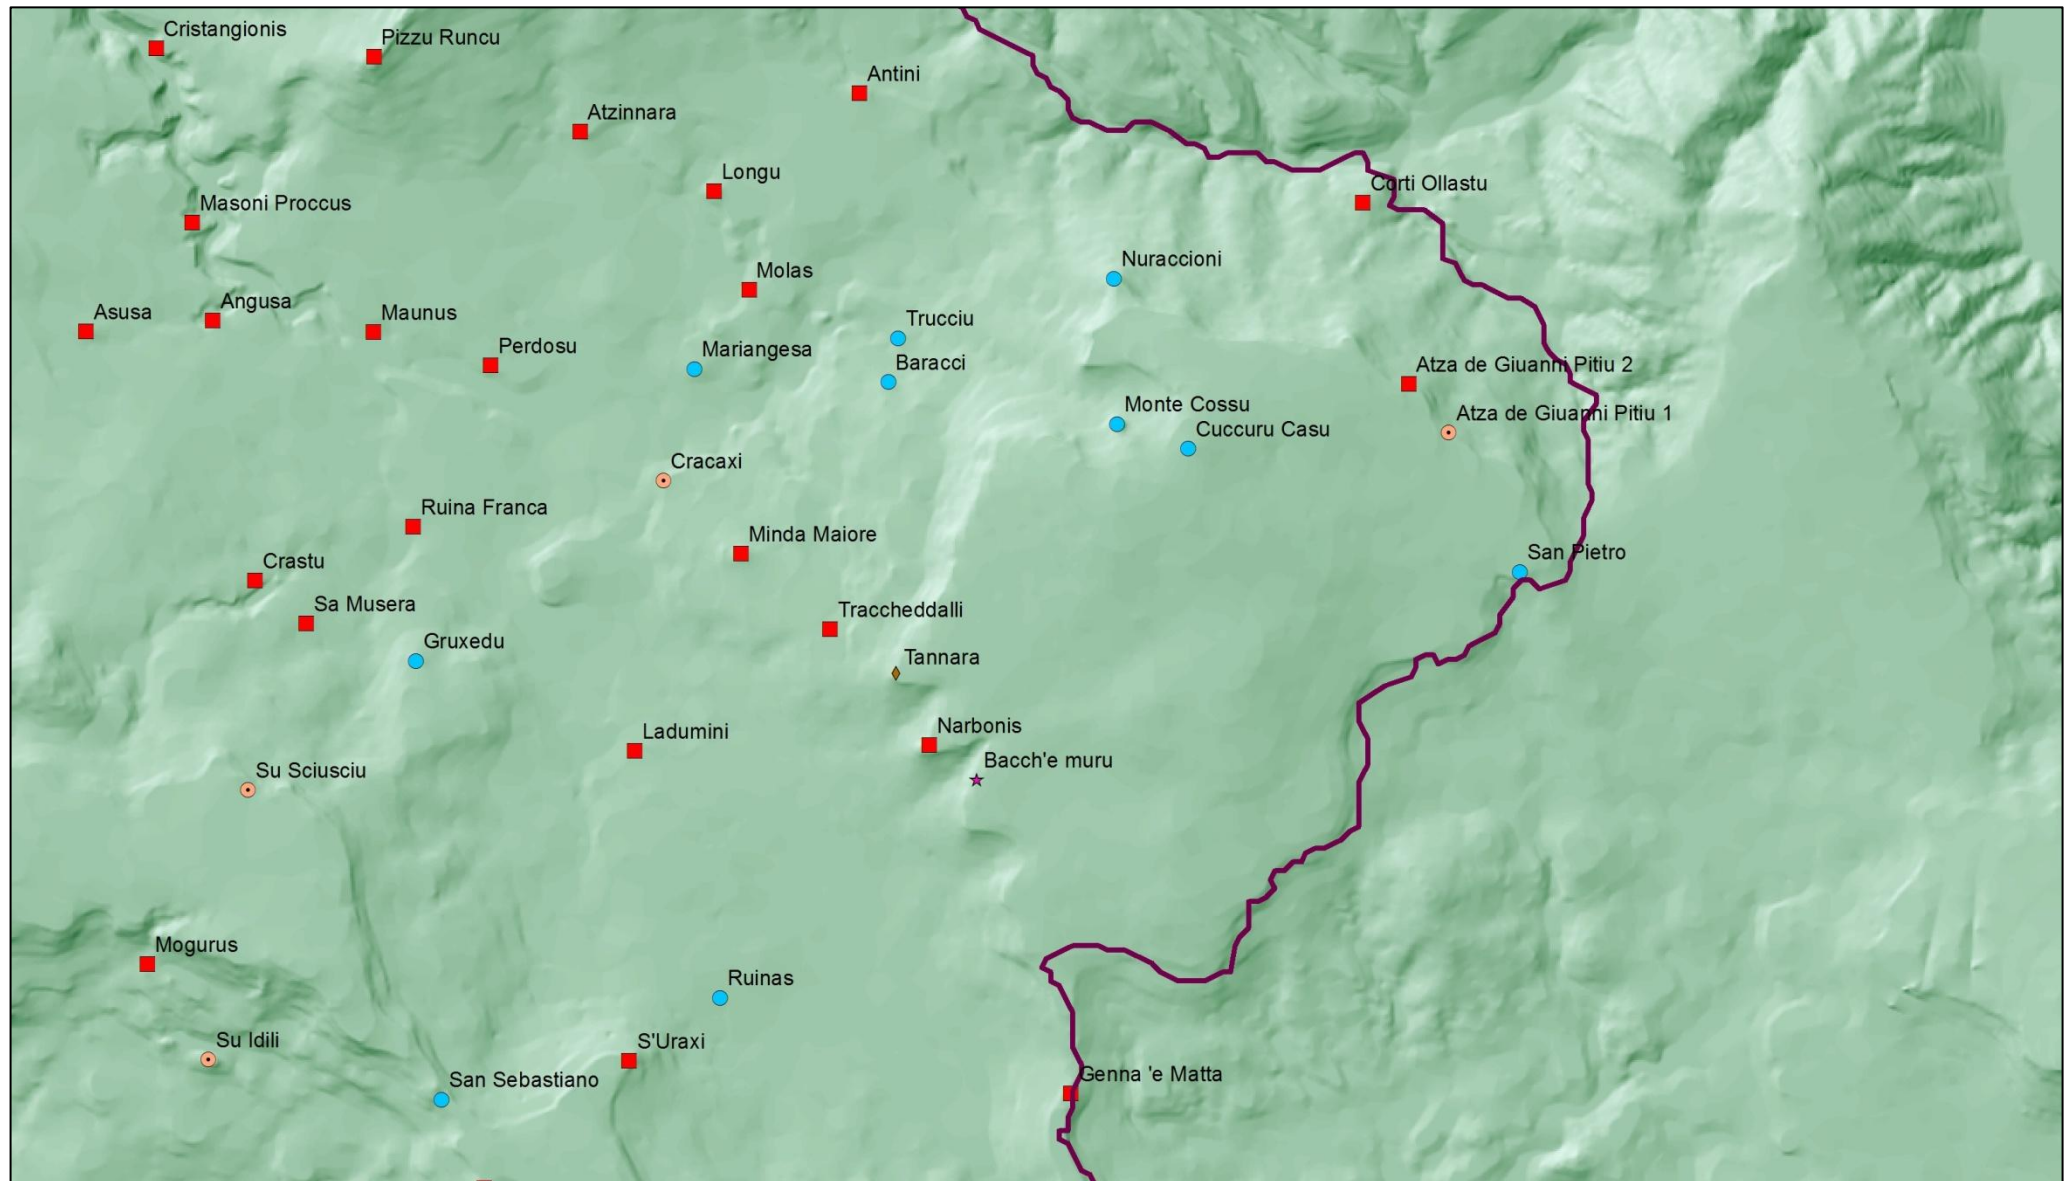 Cristangionis
Pizzu Runcu
Antini
Atzinnara
Longu
Corti Ollastu
Masoni Proccus
Nuraccioni
Molas
Angusa
Asusa
Maunus
Trucciu
Perdosu
Mariangesa
Baracci
Atza de Giuanni Pitiu 2
Monte Cossu
Atza de Giuanni Pitiu 1
Cuccuru Casu
Cracaxi
Ruina Franca
Minda Maiore
San Pietro
Crastu
Sa Musera
Traccheddalli
Gruxedu
Tannara
Narbonis
Ladumini
Bacch'e muru
Su Sciusciu
Mogurus
Ruinas
Su Idili
S'Uraxi
Genna 'e Matta
San Sebastiano